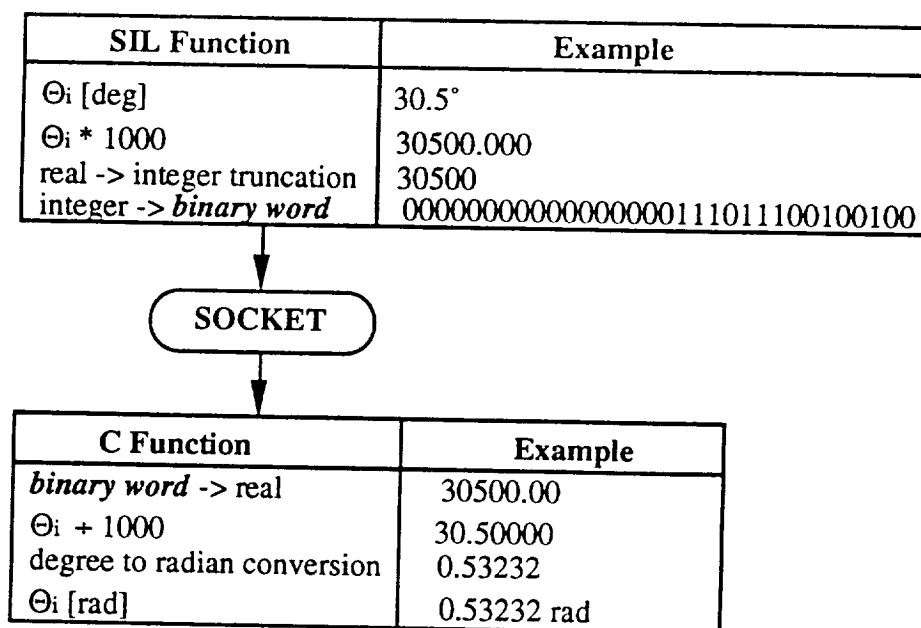 SIL Function Example
Θi [deg] 30.5°
Θi * 1000 30500.000
real -> integer truncation 30500
integer -> binary word 00000000000000000111011100100100
SOCKET
C Function Example
binary word -> real 30500.00
Θi ÷ 1000 30.50000
degree to radian conversion 0.53232
Θi [rad] 0.53232 rad